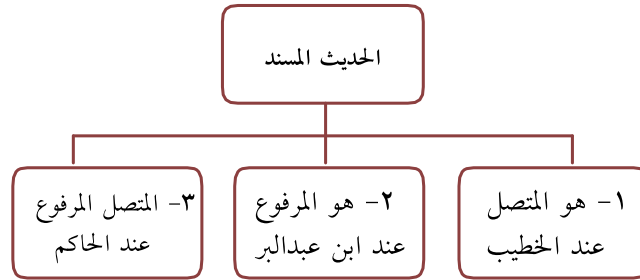 الحديث المسند
١- هو المتصل
عند الخطيب
٢- هو المرفوع
عند ابن عبدالبر
٣- المتصل المرفوع
عند الحاكم